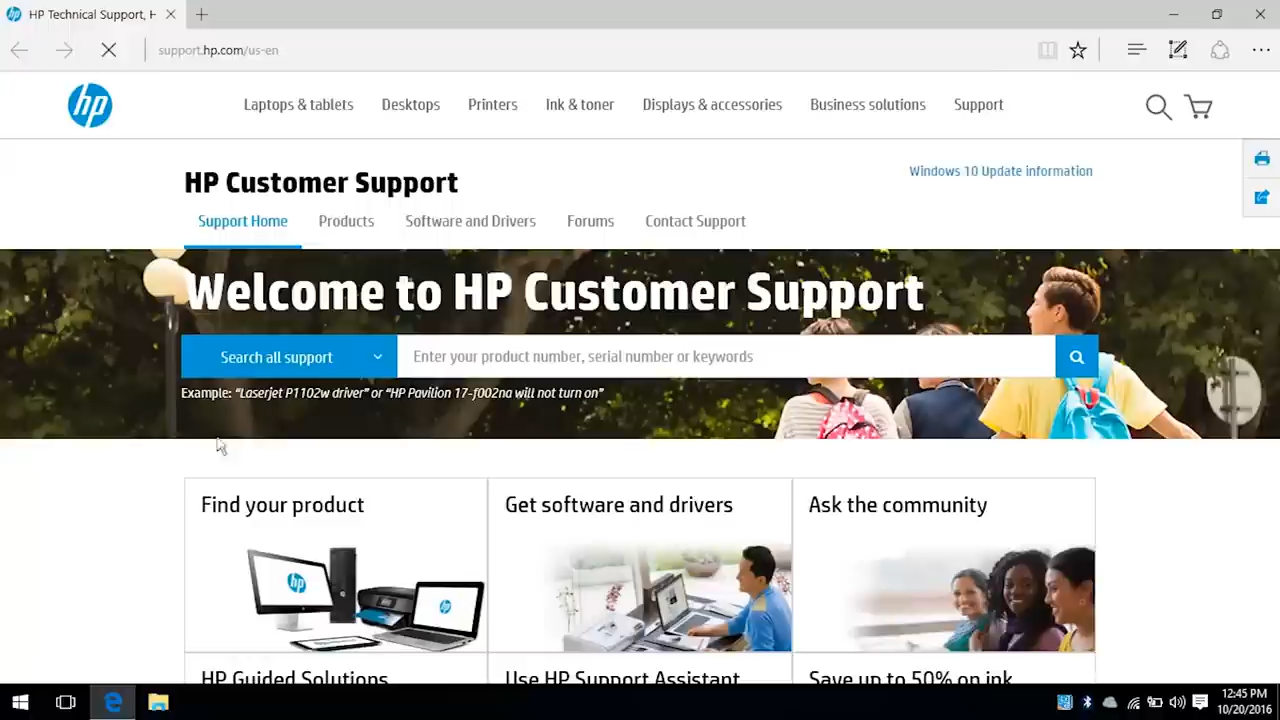 HP Technical Support, H
support.hp.com/us-en
hp
Laptops & tablets
Desktops
Printers
Ink & toner
Displays & accessories
Business solutions
Support
HP Customer Support
Windows 10 Update information
Support Home
Products
Software and Drivers
Forums
Contact Support
Welcome to HP Customer Support
Search all support
Enter your product number, serial number or keywords
Example: “Laserjet P1102w driver” or “HP Pavilion 17-f002na will not turn on”
Find your product
Get software and drivers
Ask the community
hp
hp
HP Guided Solutions
Use HP Support Assistant
Save up to 50% on ink
12:45 PM
10/20/2016